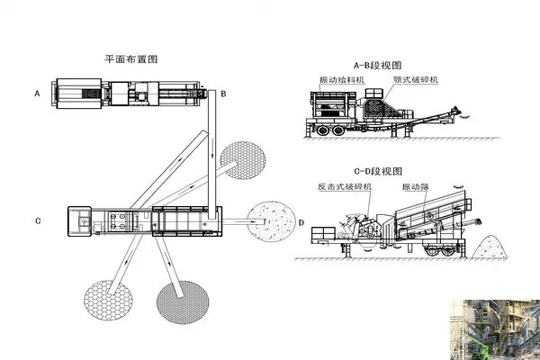 平面布置图
A-B段视图
振动给料机
颚式破碎机
A
B
C-D段视图
反击式破碎机
振动筛
C
D